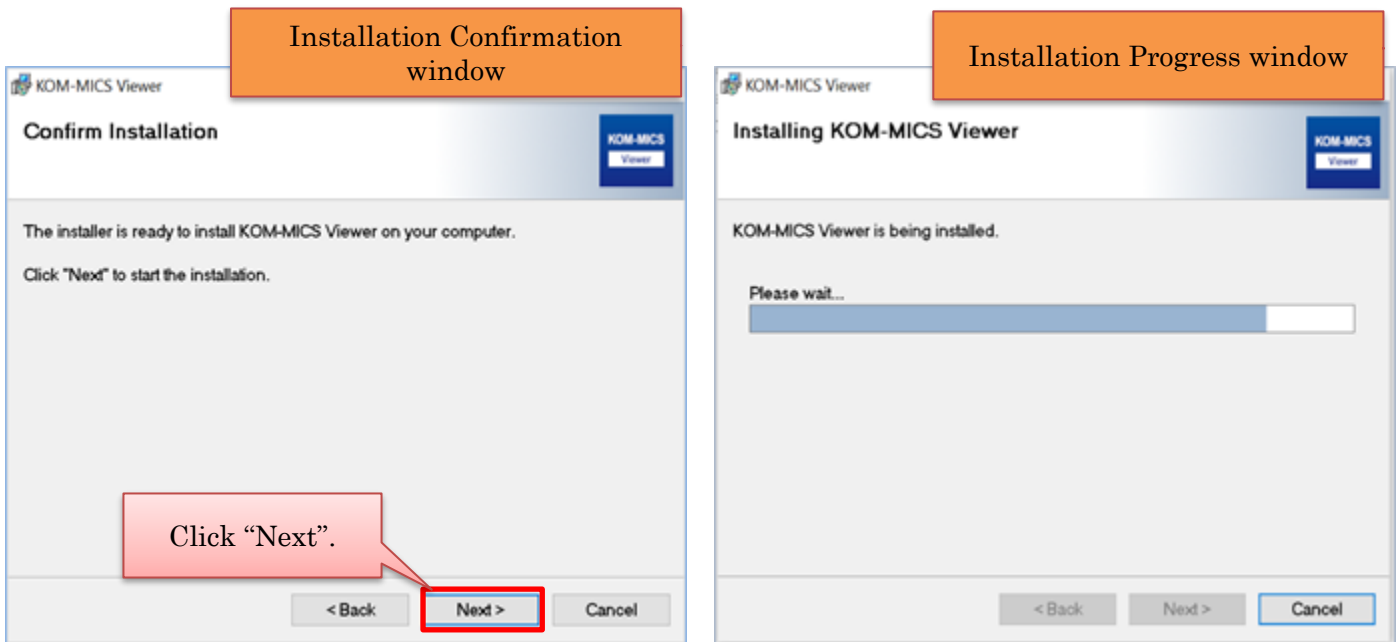 Installation Confirmation
window
KOM-MICS Viewer
Confirm Installation
KOM-MICS
Viewer
The installer is ready to install KOM-MICS Viewer on your computer.
Click "Next" to start the installation.
Click “Next”.
< Back
Next >
Cancel
Installation Progress window
KOM-MICS Viewer
Installing KOM-MICS Viewer
KOM-MICS
Viewer
KOM-MICS Viewer is being installed.
Please wait...
< Back
Next >
Cancel